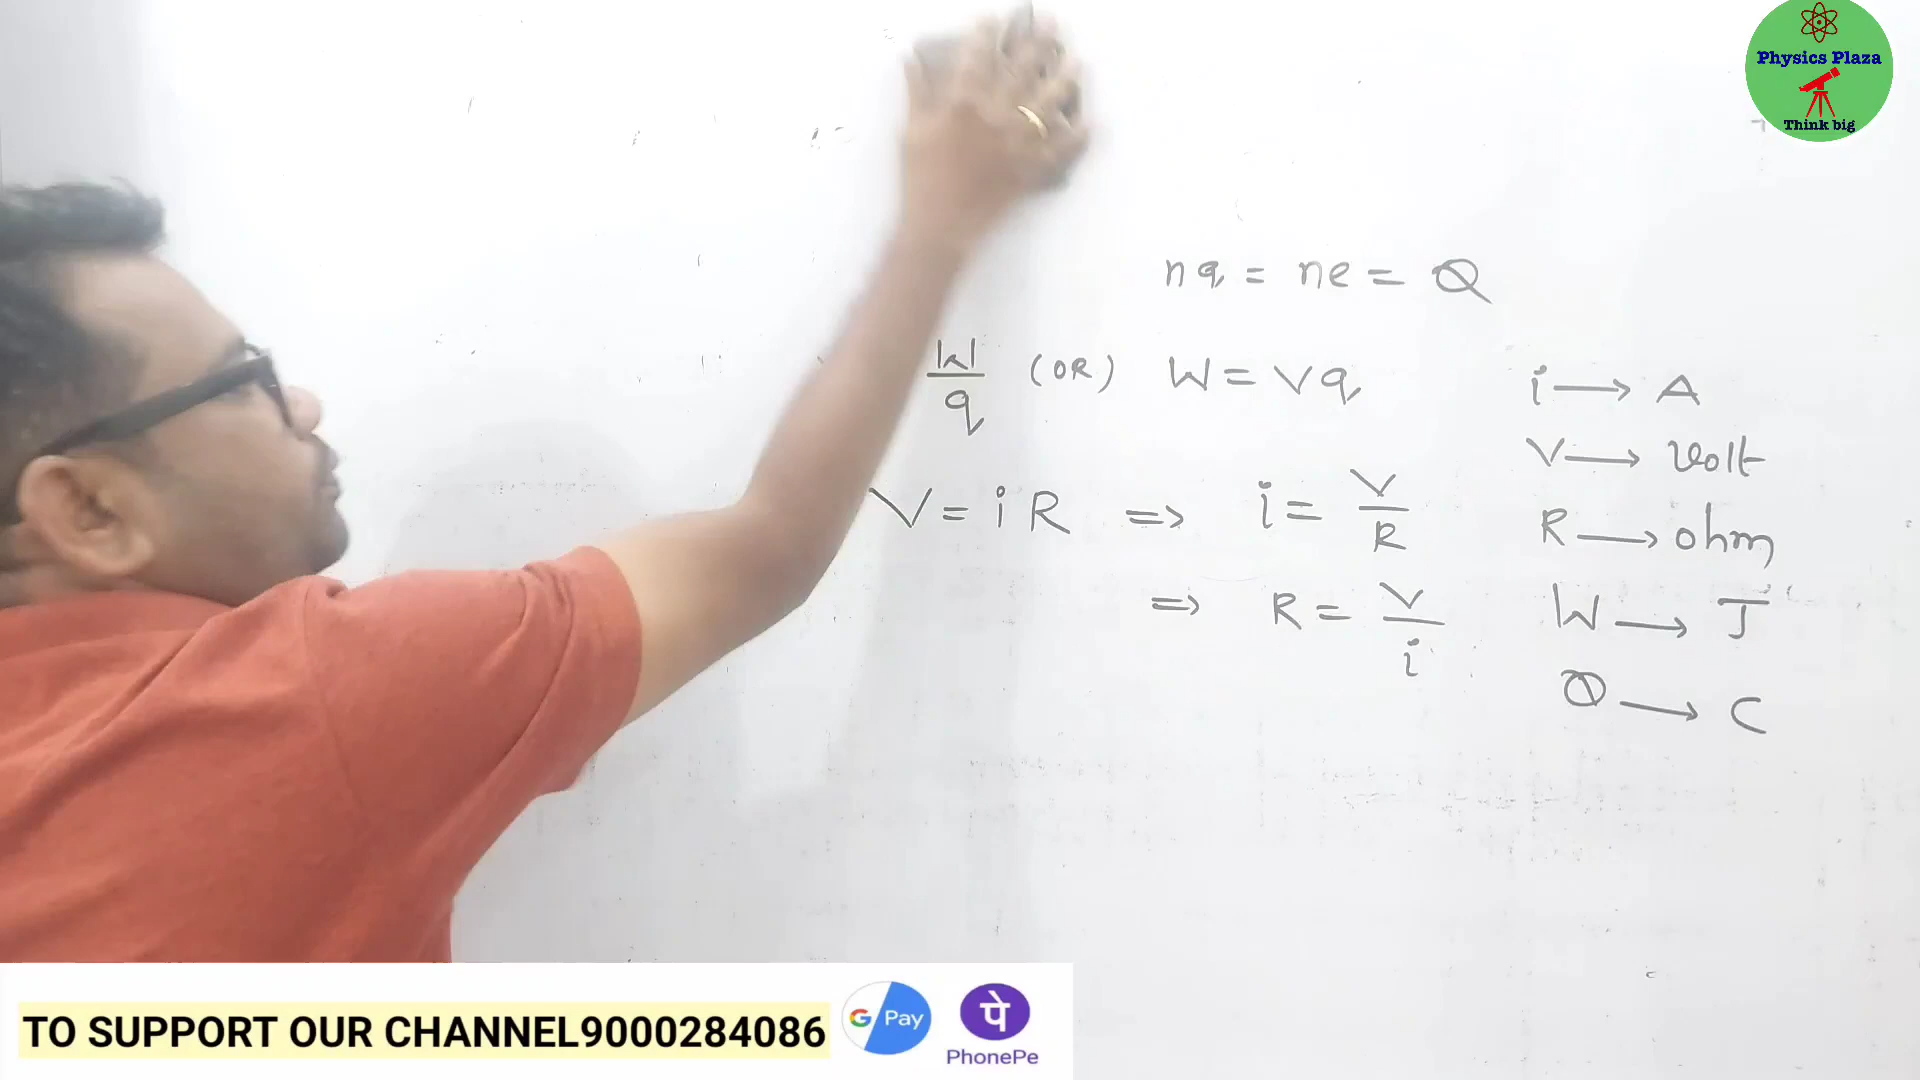 Physics Plaza
Think big
nq = ne = Q
W/q (OR) W = Vq
i → A
V → Volt
V = iR ⇒ i = V/R
R → ohm
⇒ R = V/i
W → J
Q → C
TO SUPPORT OUR CHANNEL9000284086
G Pay
पे
PhonePe